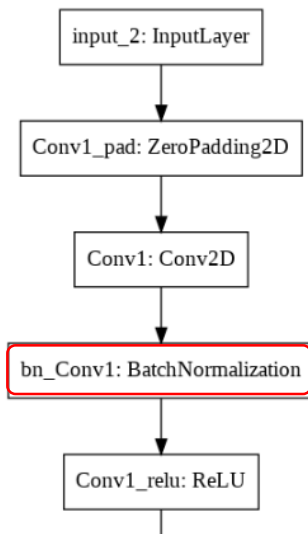 input_2: InputLayer
Conv1_pad: ZeroPadding2D
Conv1: Conv2D
bn_Conv1: BatchNormalization
Conv1_relu: ReLU